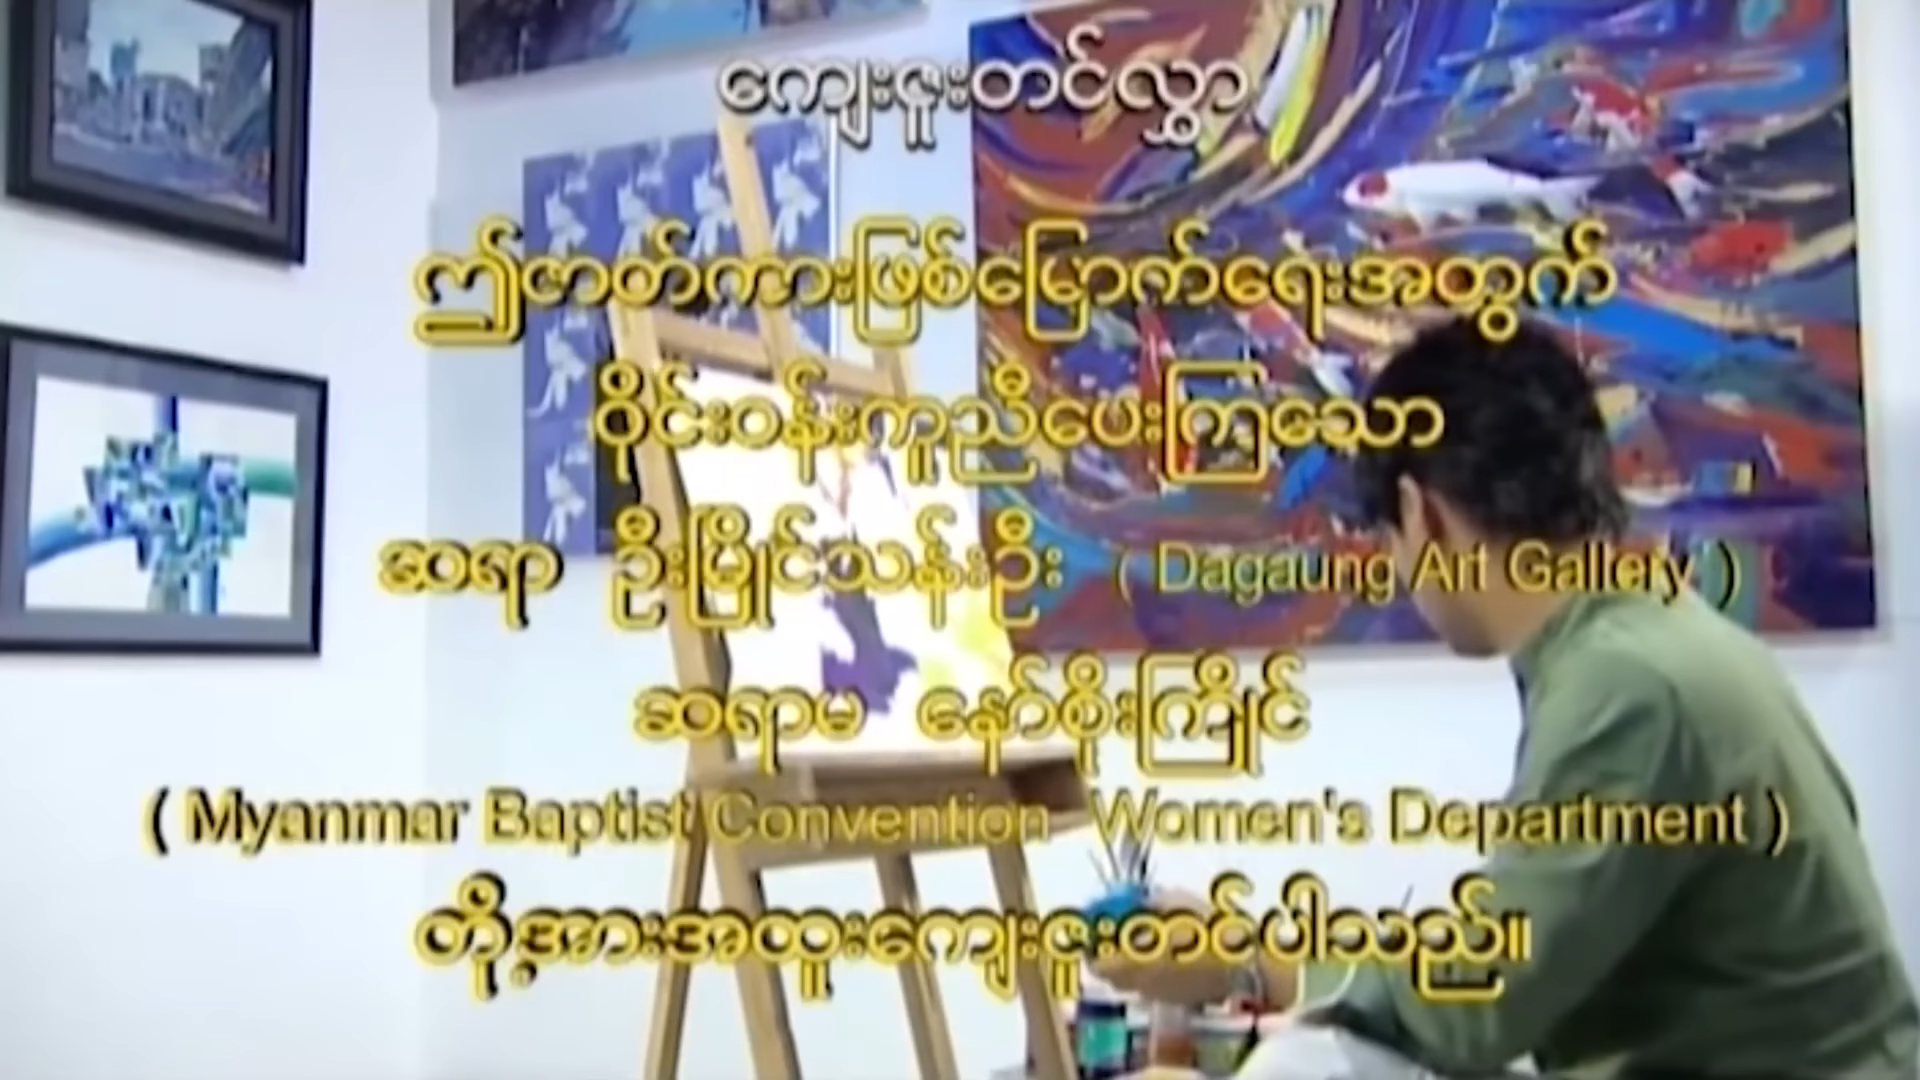 ကျေးဇူးတင်လွှာ
ဤဇာတ်ကားဖြစ်မြောက်ရေးအတွက်
ဝိုင်းဝန်းကူညီပေးကြသော
ဆရာ ဦးမြိုင်သန်းဦး ( Dagaung Art Gallery )
ဆရာမ နော်စိုးကြိုင်
( Myanmar Baptist Convention Women's Department )
တို့အားအထူးကျေးဇူးတင်ပါသည်။